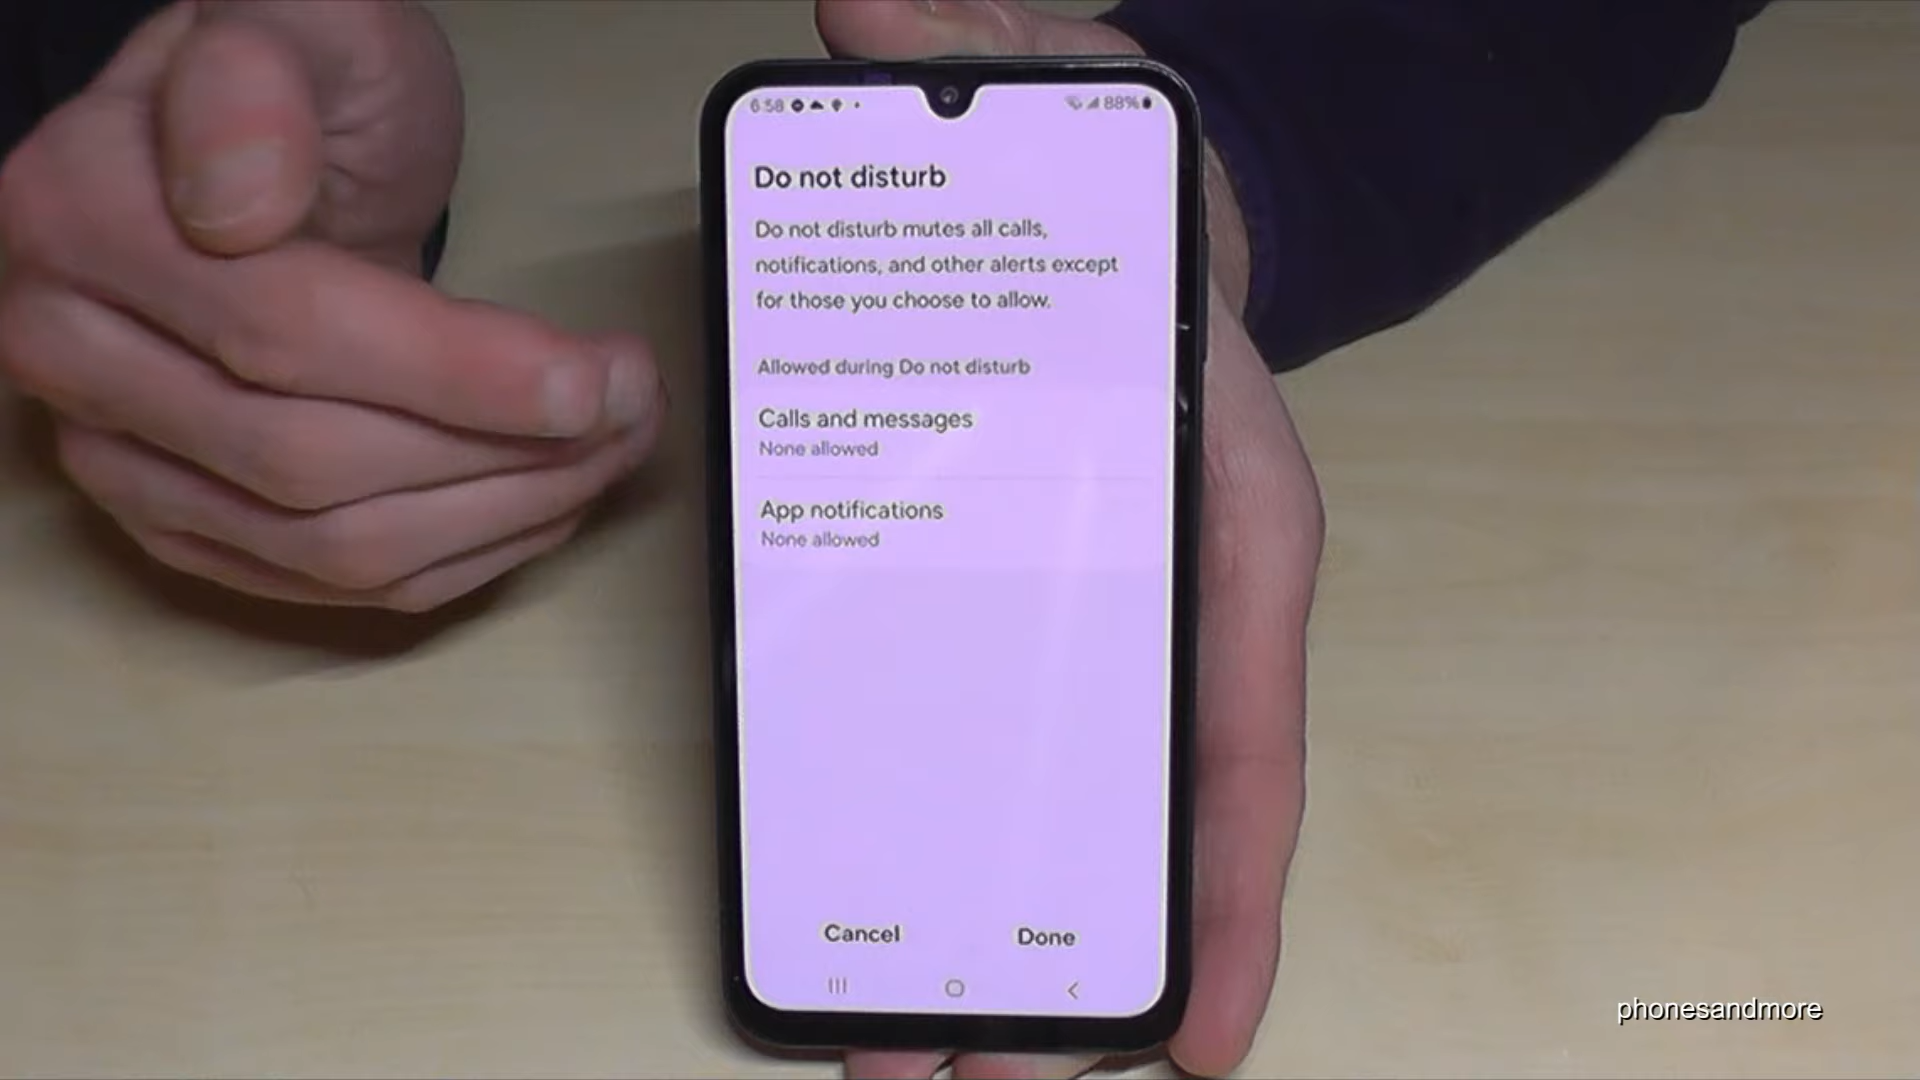 6:58
88%
Do not disturb
Do not disturb mutes all calls,
notifications, and other alerts except
for those you choose to allow.
Allowed during Do not disturb
Calls and messages
None allowed
App notifications
None allowed
Cancel
Done
phonesandmore